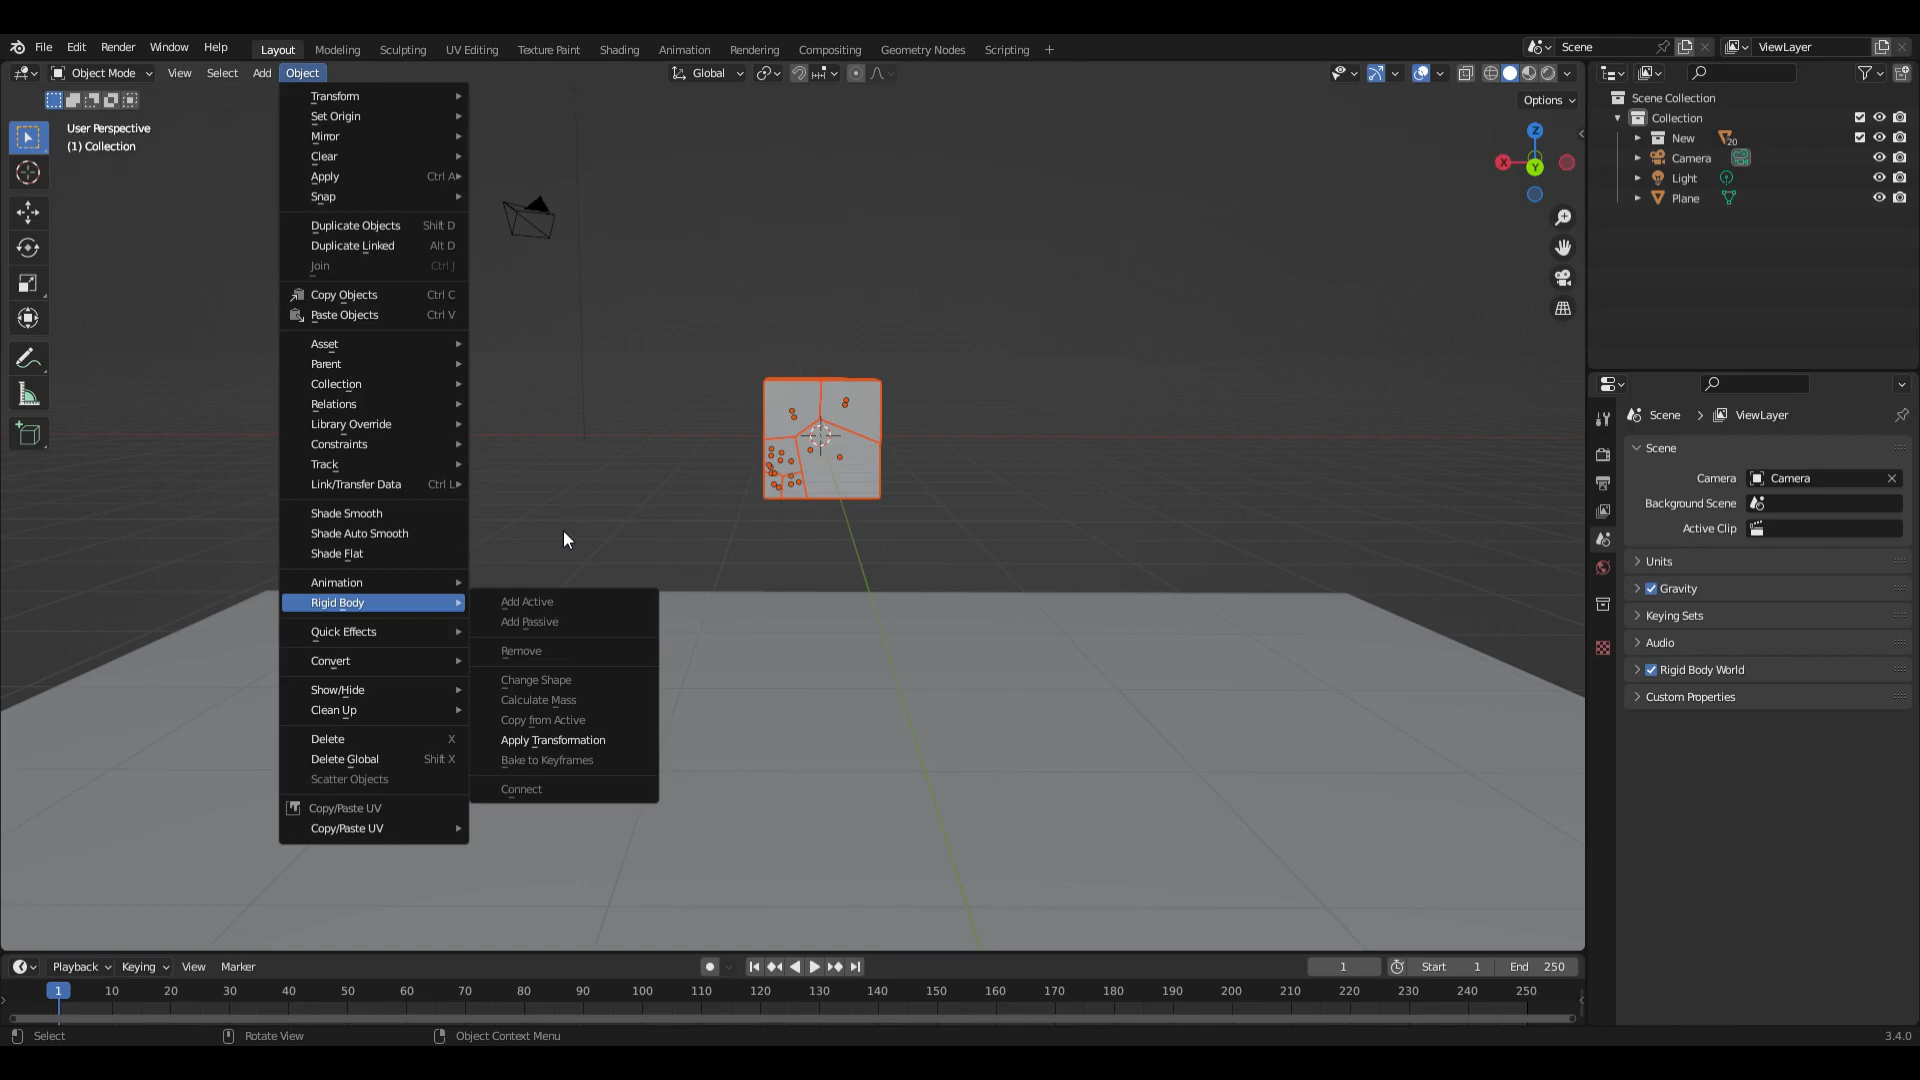 File Edit Render Window Help Layout Modeling Sculpting UV Editing Texture Paint Shading Animation Rendering Compositing Geometry Nodes Scripting + Scene ViewLayer
Object Mode View Select Add Object Global
Options
User Perspective
(1) Collection
Transform
Set Origin
Mirror
Clear
Apply Ctrl A
Snap
Duplicate Objects Shift D
Duplicate Linked Alt D
Join Ctrl J
Copy Objects Ctrl C
Paste Objects Ctrl V
Asset
Parent
Collection
Relations
Library Override
Constraints
Track
Link/Transfer Data Ctrl L
Shade Smooth
Shade Auto Smooth
Shade Flat
Animation
Rigid Body
Quick Effects
Convert
Show/Hide
Clean Up
Delete X
Delete Global Shift X
Scatter Objects
Copy/Paste UV
Copy/Paste UV
Add Active
Add Passive
Remove
Change Shape
Calculate Mass
Copy from Active
Apply Transformation
Bake to Keyframes
Connect
Z
X
Y
Scene Collection
Collection
New 20
Camera
Light
Plane
Scene > ViewLayer
Scene
Camera Camera
Background Scene
Active Clip
Units
Gravity
Keying Sets
Audio
Rigid Body World
Custom Properties
Playback Keying View Marker 1 Start 1 End 250
1 10 20 30 40 50 60 70 80 90 100 110 120 130 140 150 160 170 180 190 200 210 220 230 240 250
Select Rotate View Object Context Menu 3.4.0